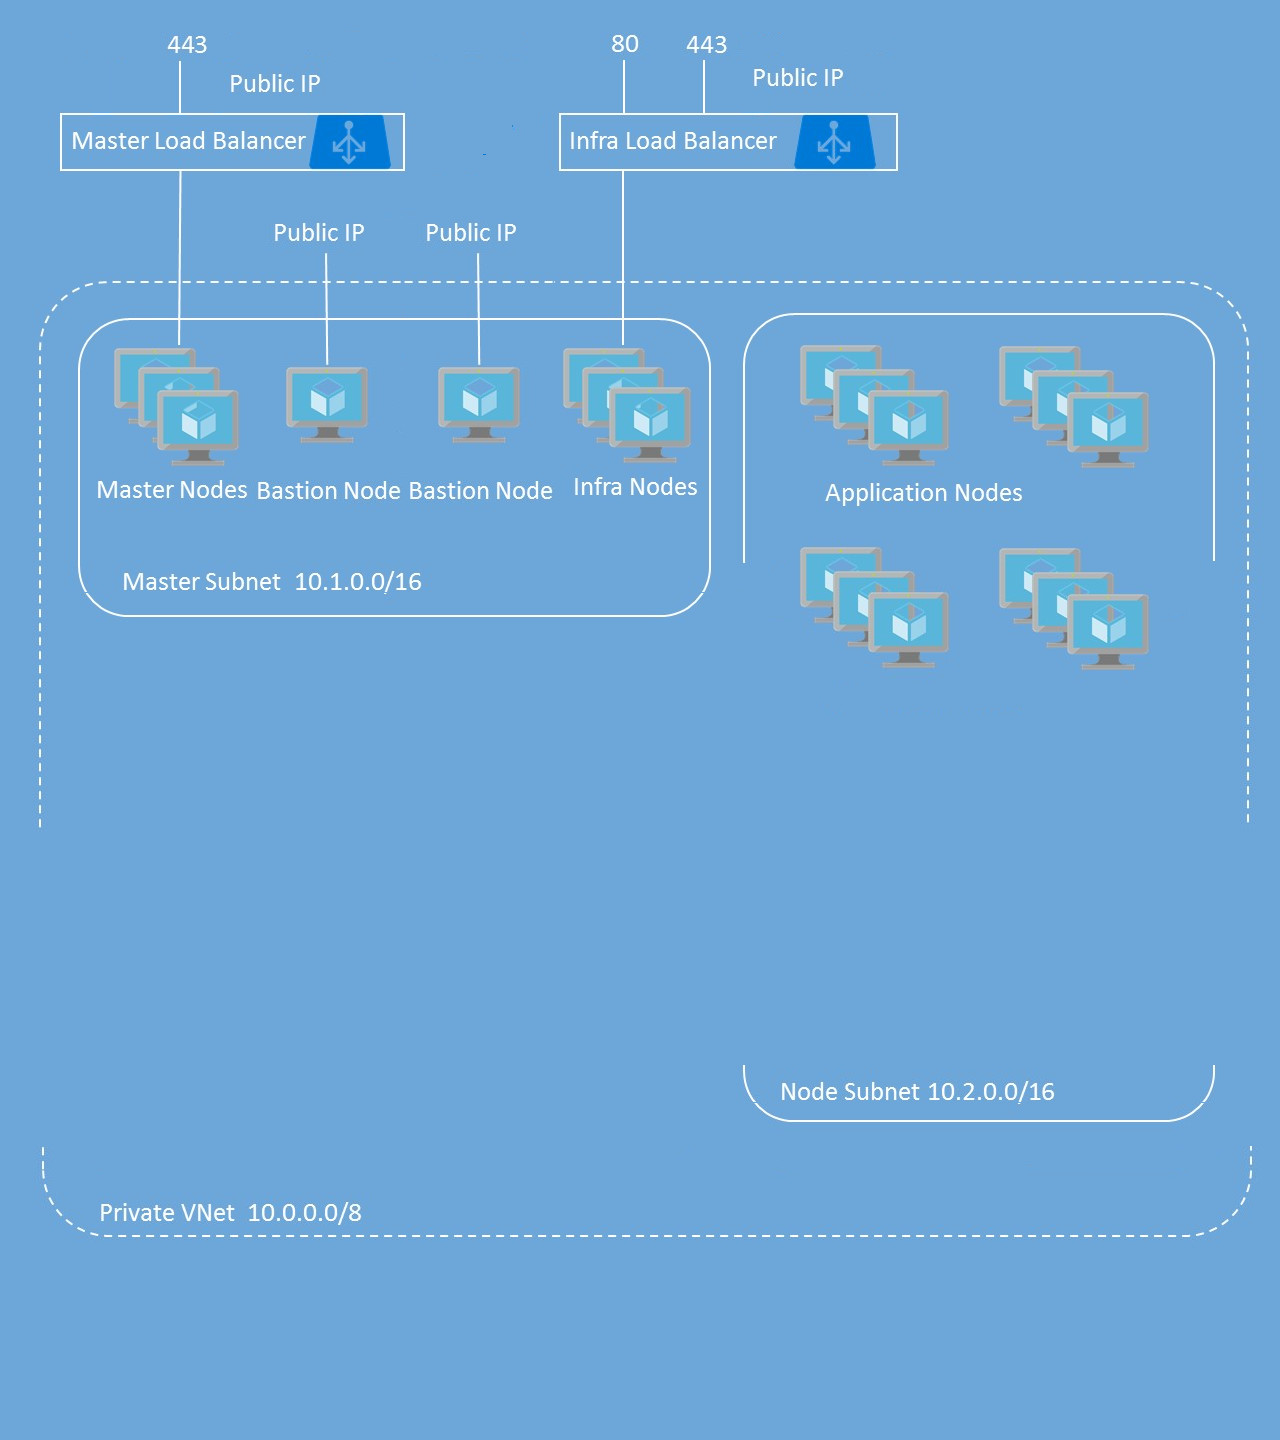 443
80
443
Public IP
Public IP
Master Load Balancer
Infra Load Balancer
Public IP
Public IP
Master Nodes
Bastion Node
Bastion Node
Infra Nodes
Application Nodes
Master Subnet  10.1.0.0/16
Node Subnet 10.2.0.0/16
Private VNet  10.0.0.0/8